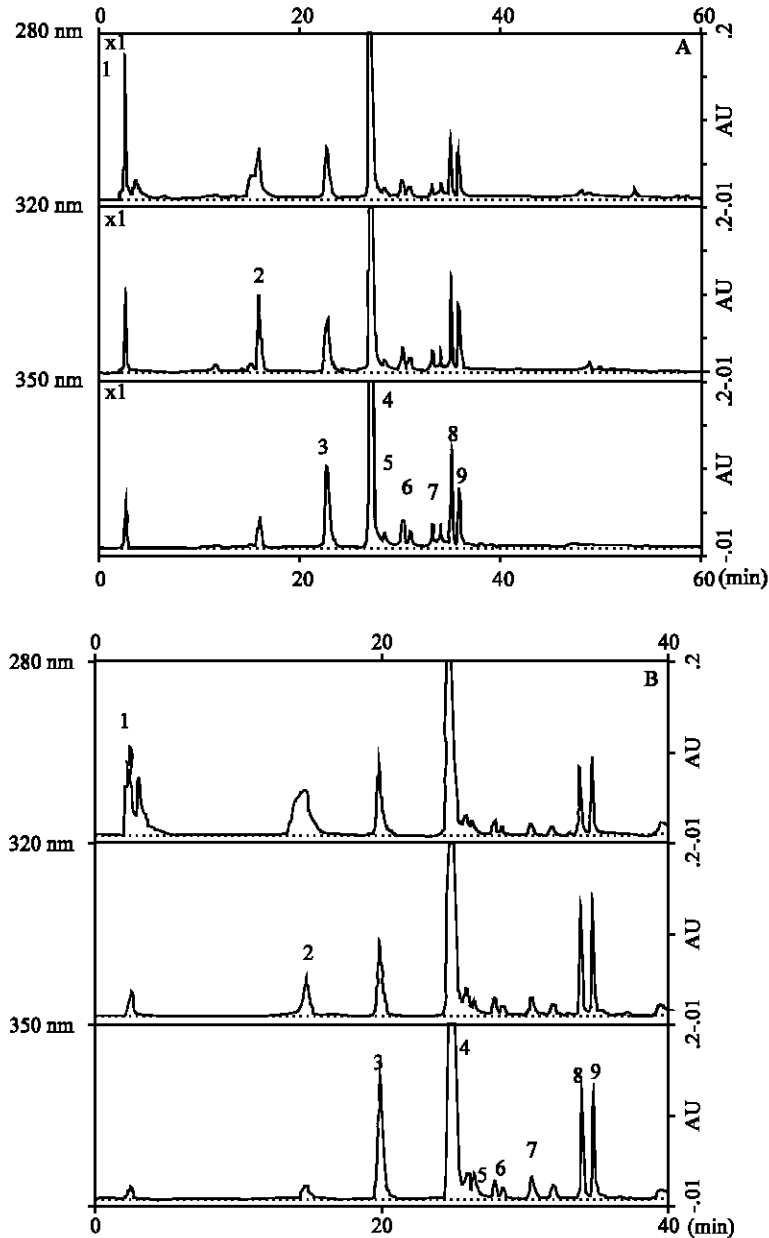 0 20 40 60
280 nm x1 A .2
1
AU
320 nm x1 .2-.01
2
AU
350 nm x1 .2-.01
4
3 5 8
6 7 9
AU
-.01
0 20 40 60 (min)
0 20 40
280 nm B .2
1
AU
320 nm .2-.01
2
AU
350 nm .2-.01
3 4 8 9
AU
5 6 7
-.01
0 20 40 (min)